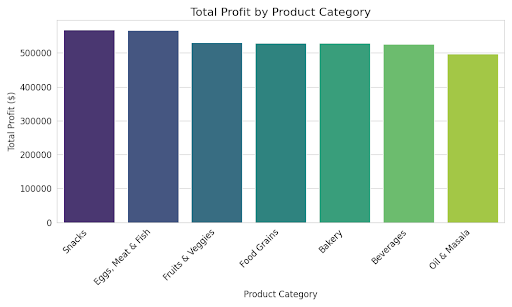 Total Profit by Product Category
Total Profit ($)
500000
400000
300000
200000
100000
0
Snacks
Eggs, Meat & Fish
Fruits & Veggies
Food Grains
Bakery
Beverages
Oil & Masala
Product Category